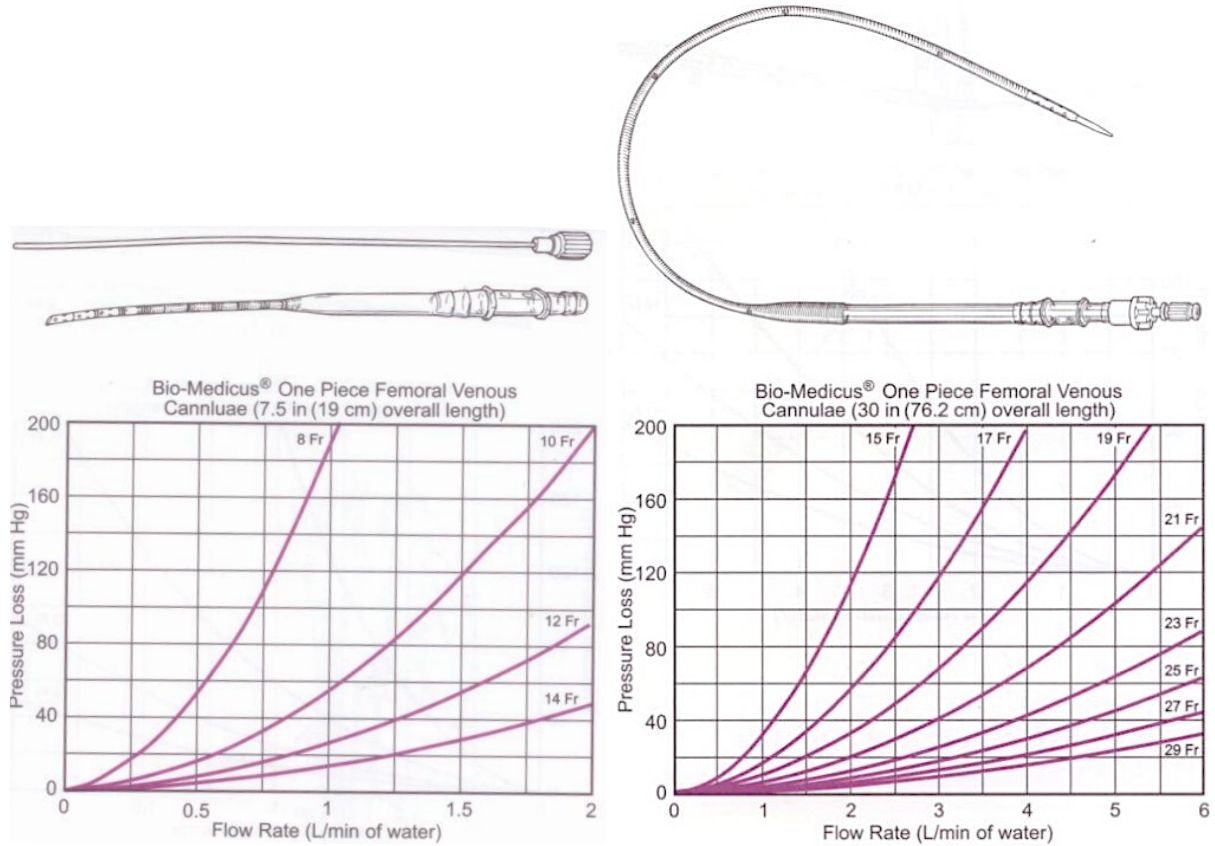 Bio-Medicus® One Piece Femoral Venous
Cannluae (7.5 in (19 cm) overall length)
200
160
120
80
40
0
Pressure Loss (mm Hg)
8 Fr
10 Fr
12 Fr
14 Fr
0
0.5
1
1.5
2
Flow Rate (L/min of water)
Bio-Medicus® One Piece Femoral Venous
Cannulae (30 in (76.2 cm) overall length)
200
160
120
80
40
0
Pressure Loss (mm Hg)
15 Fr
17 Fr
19 Fr
21 Fr
23 Fr
25 Fr
27 Fr
29 Fr
0
1
2
3
4
5
6
Flow Rate (L/min of water)